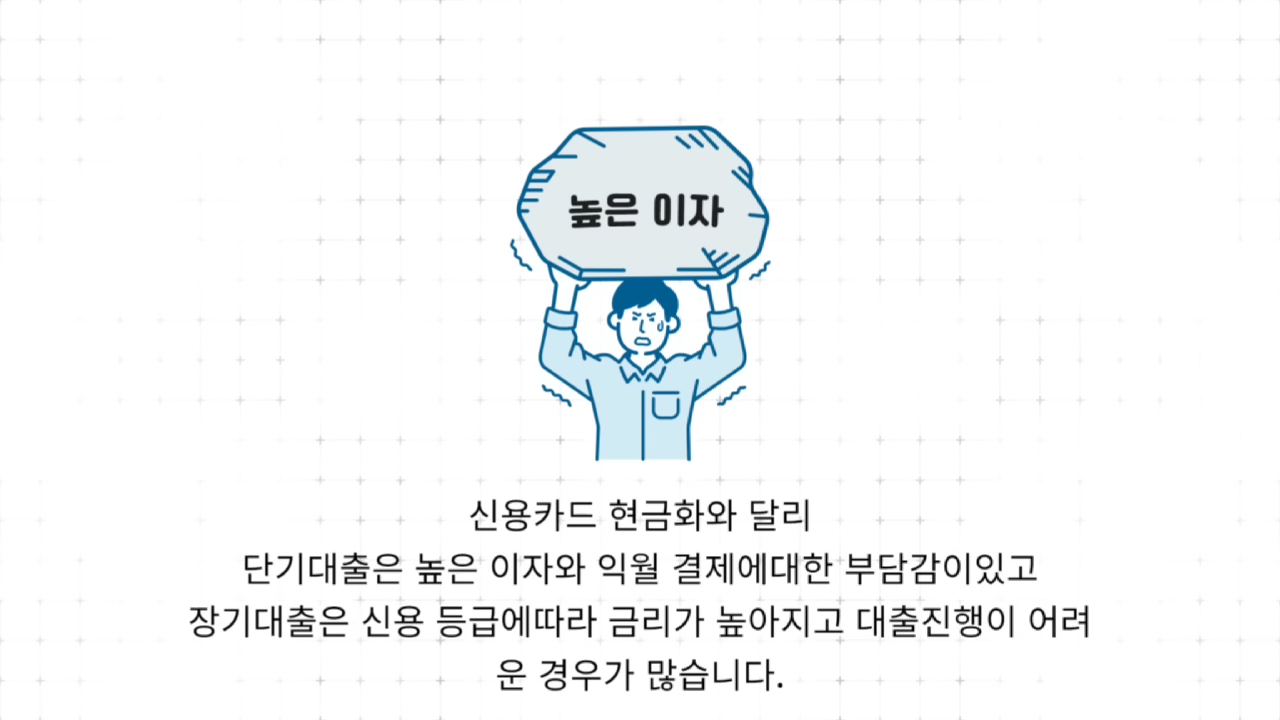 높은 이자
신용카드 현금화와 달리
단기대출은 높은 이자와 익월 결제에대한 부담감이있고
장기대출은 신용 등급에따라 금리가 높아지고 대출진행이 어려
운 경우가 많습니다.